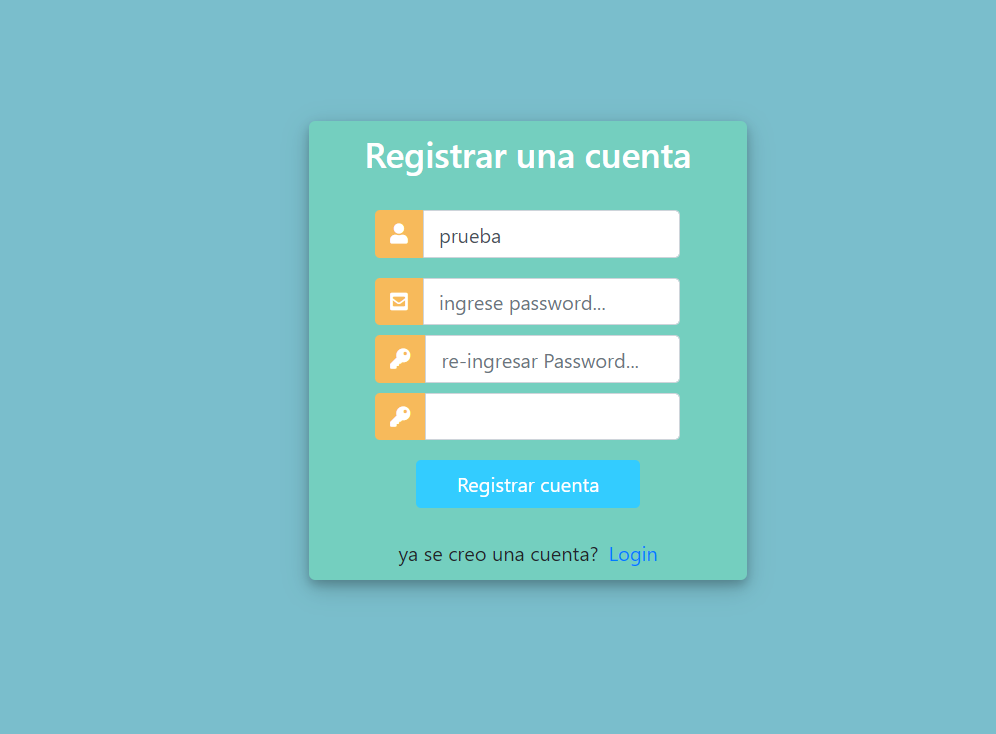 Registrar una cuenta
prueba
ingrese password...
re-ingresar Password...
Registrar cuenta
ya se creo una cuenta? Login